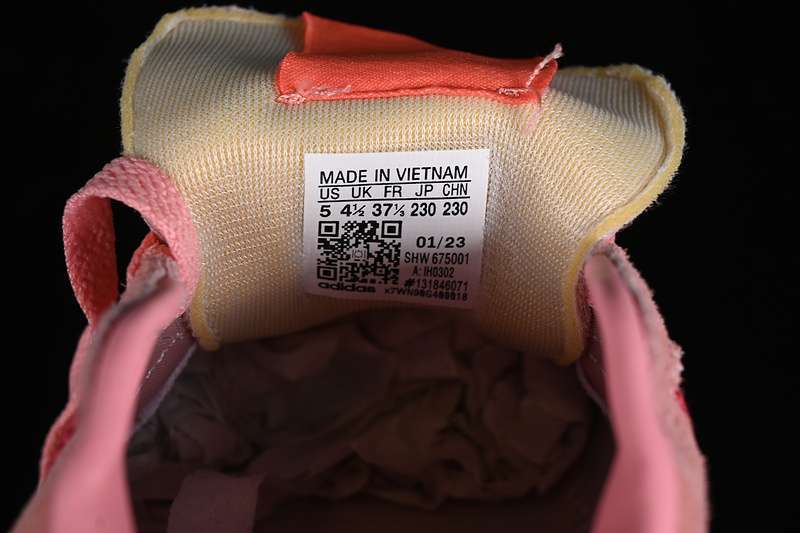 MADE IN VIETNAM
US UK FR JP CHN
5 4½ 37⅓ 230 230
01/23
SHW 675001
A: IH0302
#131846071
adidas